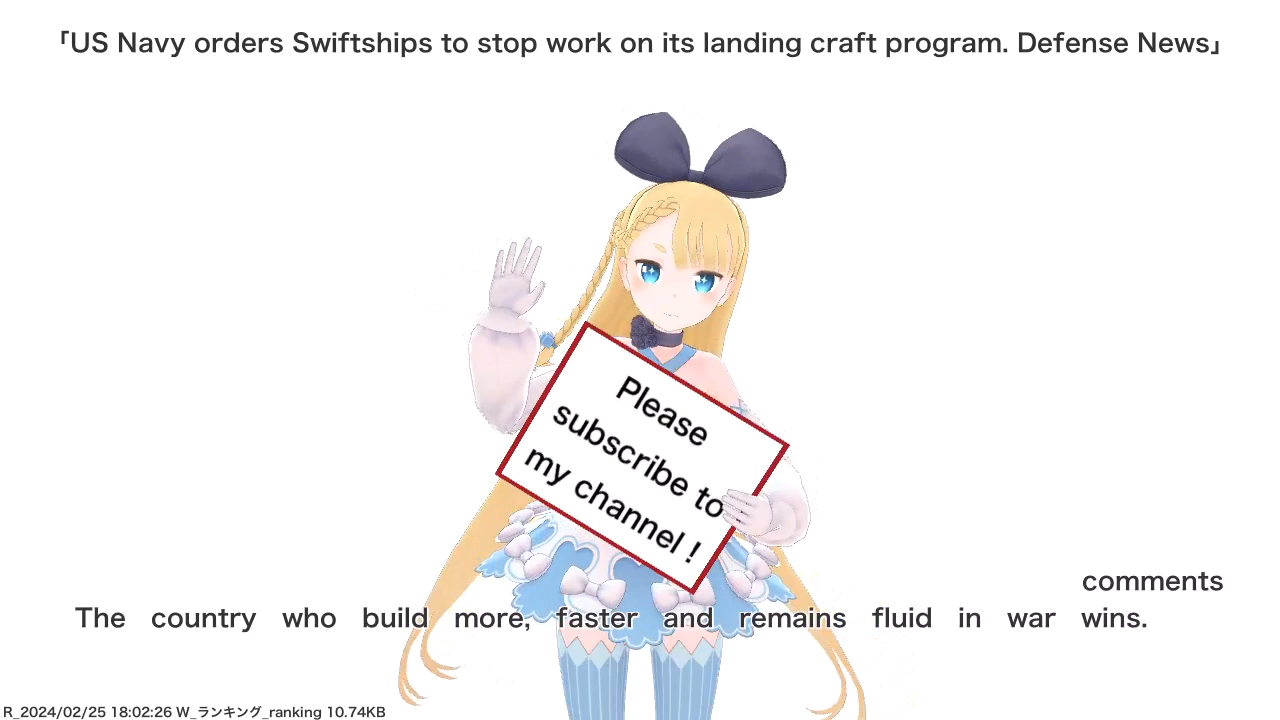 「US Navy orders Swiftships to stop work on its landing craft program. Defense News」
Please
subscribe to
my channel !
comments
The country who build more, faster and remains fluid in war wins.
R_2024/02/25 18:02:26 W_ランキング_ranking 10.74KB